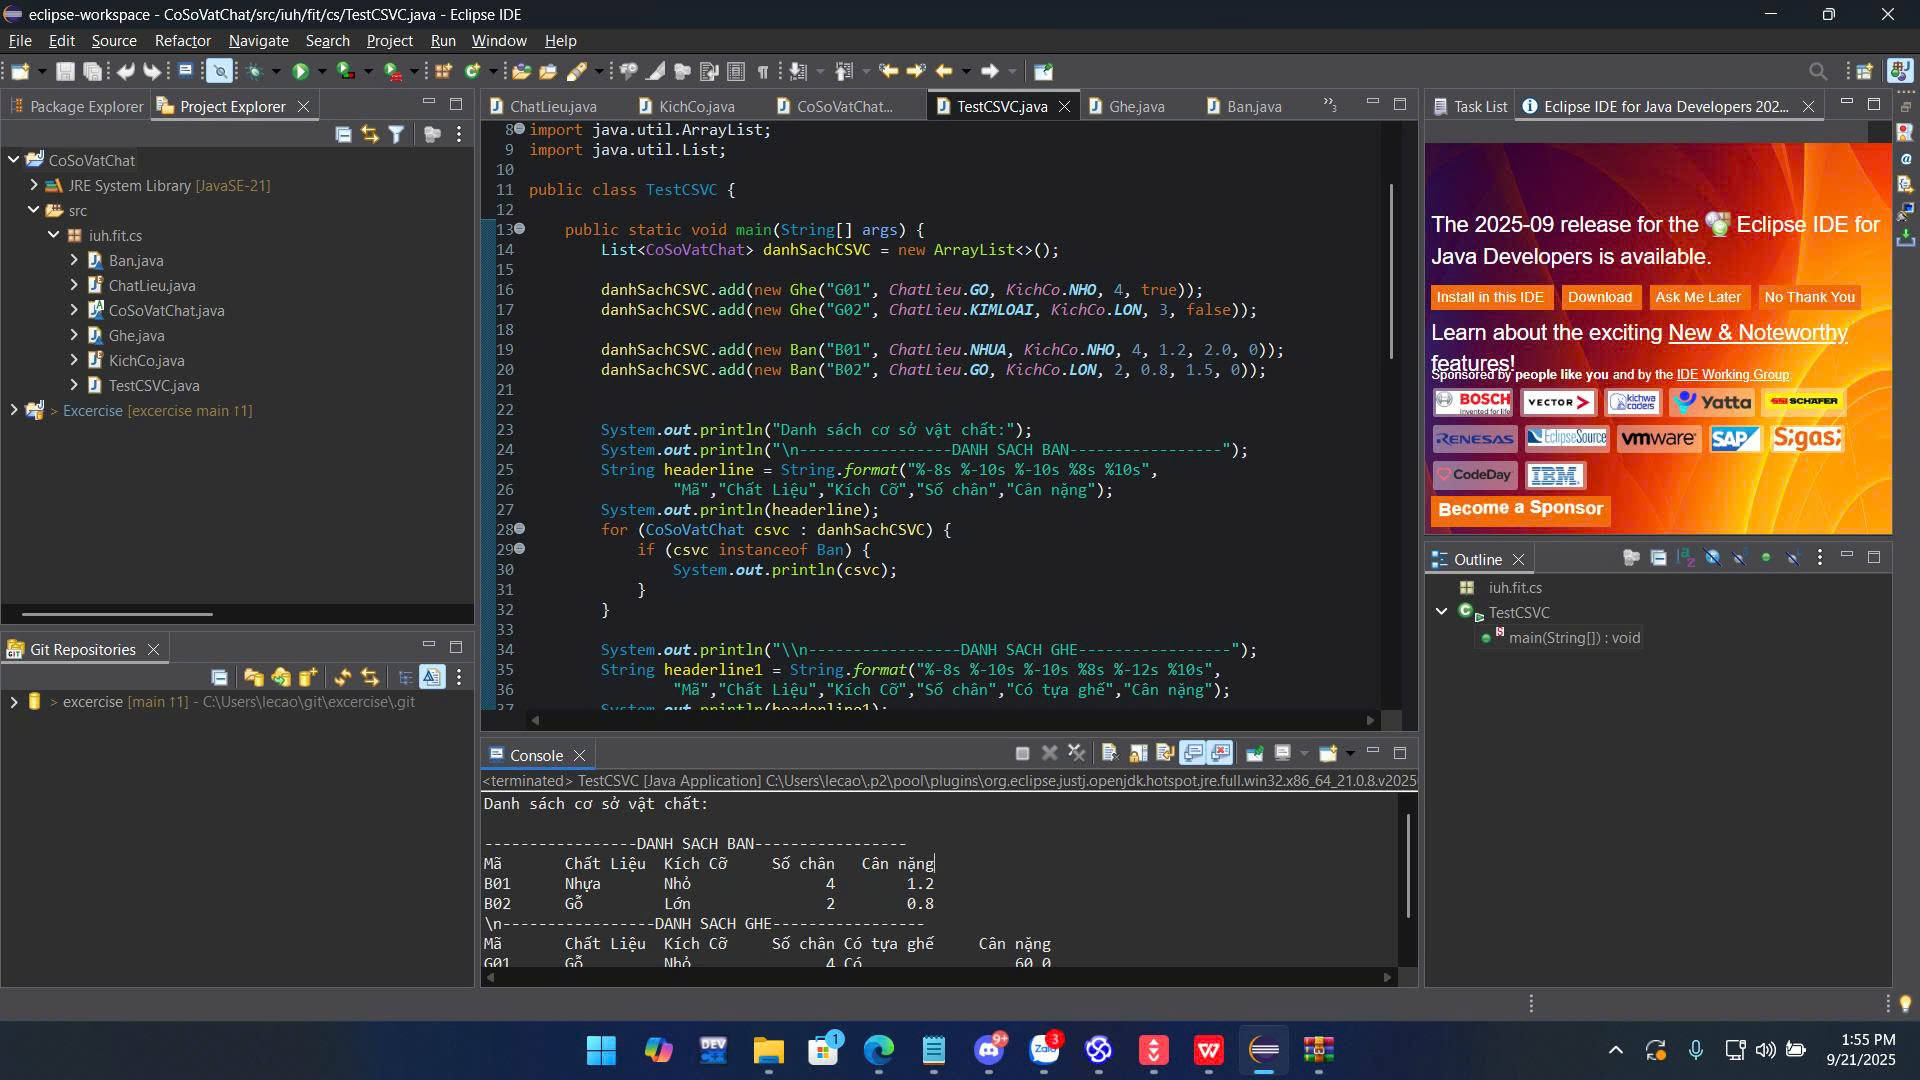 eclipse-workspace - CoSoVatChat/src/iuh/fit/cs/TestCSVC.java - Eclipse IDE
File Edit Source Refactor Navigate Search Project Run Window Help
Package Explorer
Project Explorer
CoSoVatChat
JRE System Library [JavaSE-21]
src
iuh.fit.cs
Ban.java
ChatLieu.java
CoSoVatChat.java
Ghe.java
KichCo.java
TestCSVC.java
> Excercise [excercise main ↑1]
Git Repositories
> excercise [main ↑1] - C:\Users\lecao\git\excercise\.git
ChatLieu.java KichCo.java CoSoVatChat... TestCSVC.java Ghe.java Ban.java »3
8 import java.util.ArrayList;
9 import java.util.List;
10
11 public class TestCSVC {
12
13 public static void main(String[] args) {
14 List<CoSoVatChat> danhSachCSVC = new ArrayList<>();
15
16 danhSachCSVC.add(new Ghe("G01", ChatLieu.GO, KichCo.NHO, 4, true));
17 danhSachCSVC.add(new Ghe("G02", ChatLieu.KIMLOAI, KichCo.LON, 3, false));
18
19 danhSachCSVC.add(new Ban("B01", ChatLieu.NHUA, KichCo.NHO, 4, 1.2, 2.0, 0));
20 danhSachCSVC.add(new Ban("B02", ChatLieu.GO, KichCo.LON, 2, 0.8, 1.5, 0));
21
22
23 System.out.println("Danh sách cơ sở vật chất:");
24 System.out.println("\n-----------------DANH SACH BAN-----------------");
25 String headerline = String.format("%-8s %-10s %-10s %8s %10s",
26 "Mã","Chất Liệu","Kích Cỡ","Số chân","Cân nặng");
27 System.out.println(headerline);
28 for (CoSoVatChat csvc : danhSachCSVC) {
29 if (csvc instanceof Ban) {
30 System.out.println(csvc);
31 }
32 }
33
34 System.out.println("\\n-----------------DANH SACH GHE-----------------");
35 String headerline1 = String.format("%-8s %-10s %-10s %8s %-12s %10s",
36 "Mã","Chất Liệu","Kích Cỡ","Số chân","Có tựa ghế","Cân nặng");
37 System.out.println(headerline1);
Console
<terminated> TestCSVC [Java Application] C:\Users\lecao\.p2\pool\plugins\org.eclipse.justj.openjdk.hotspot.jre.full.win32.x86_64_21.0.8.v2025
Danh sách cơ sở vật chất:
-----------------DANH SACH BAN-----------------
Mã Chất Liệu Kích Cỡ Số chân Cân nặng
B01 Nhựa Nhỏ 4 1.2
B02 Gỗ Lớn 2 0.8
\n-----------------DANH SACH GHE-----------------
Mã Chất Liệu Kích Cỡ Số chân Có tựa ghế Cân nặng
G01 Gỗ Nhỏ 4 Có 60.0
Task List
Eclipse IDE for Java Developers 202...
The 2025-09 release for the Eclipse IDE for
Java Developers is available.
Install in this IDE Download Ask Me Later No Thank You
Learn about the exciting New & Noteworthy
features!
Sponsored by people like you and by the IDE Working Group
BOSCH
Invented for life
VECTOR
kichwa coders
Yatta
SSI SCHAFER
RENESAS
EclipseSource
vmware
SAP
Sigasi
CodeDay
IBM
Become a Sponsor
Outline
iuh.fit.cs
TestCSVC
main(String[]) : void
DEV
1
9+
Zalo
3
1:55 PM
9/21/2025